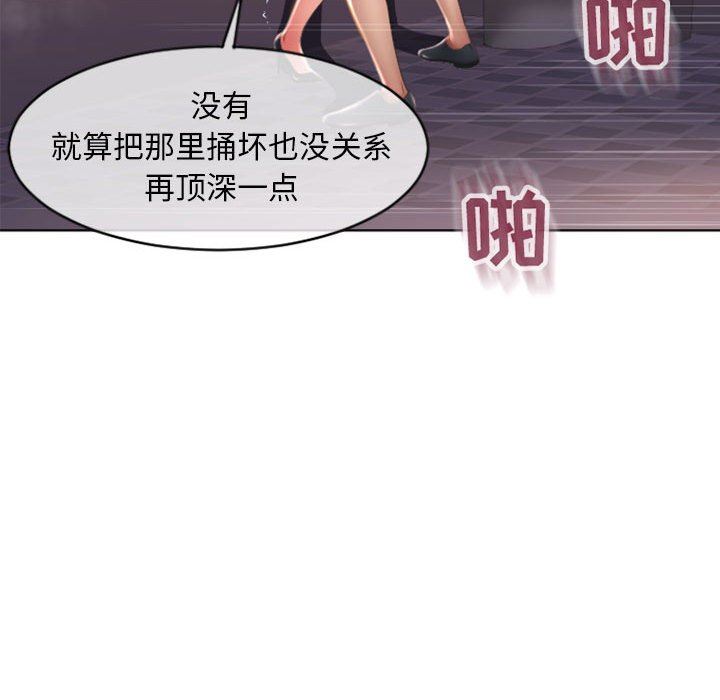 啪
没有
就算把那里捅坏也没关系
再顶深一点
啪